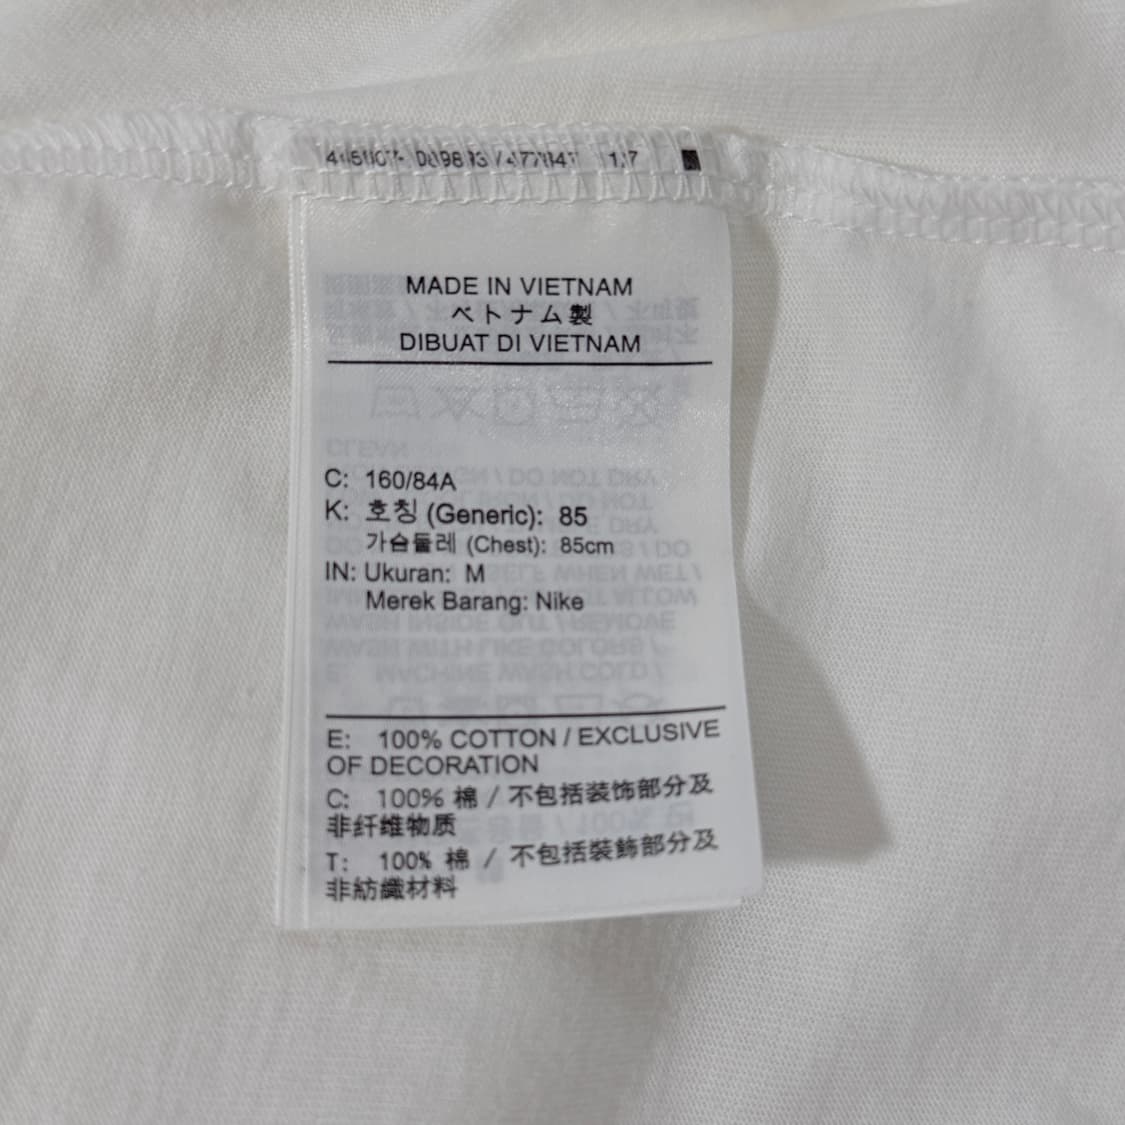 MADE IN VIETNAM
ベトナム製
DIBUAT DI VIETNAM
C: 160/84A
K: 호칭 (Generic): 85
가슴둘레 (Chest): 85cm
IN: Ukuran: M
Merek Barang: Nike
E: 100% COTTON / EXCLUSIVE
OF DECORATION
C: 100% 棉 / 不包括装饰部分及
非纤维物质
T: 100% 棉 / 不包括裝飾部分及
非紡織材料